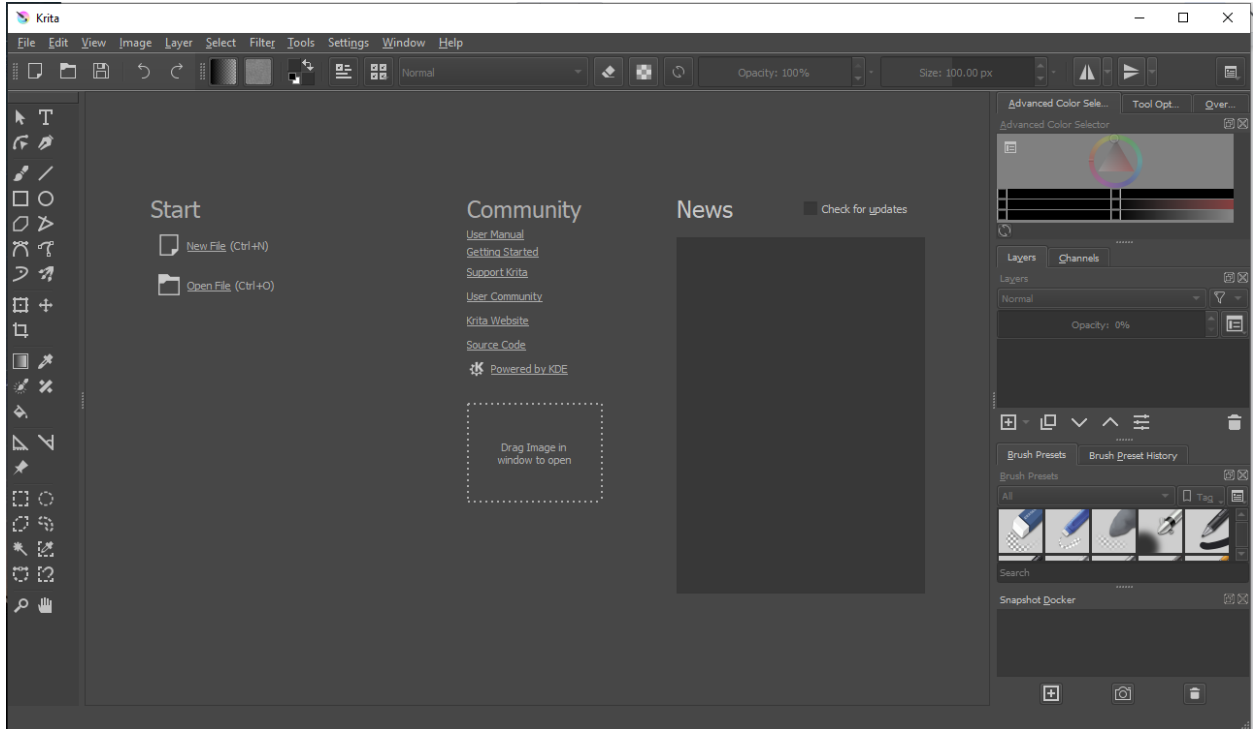 Krita
File Edit View Image Layer Select Filter Tools Settings Window Help
Normal
Opacity: 100%
Size: 100.00 px
Advanced Color Sele...
Tool Opt...
Over...
Advanced Color Selector
Start
New File (Ctrl+N)
Open File (Ctrl+O)
Community
User Manual
Getting Started
Support Krita
User Community
Krita Website
Source Code
Powered by KDE
Drag Image in
window to open
News
Check for updates
Layers
Channels
Layers
Normal
Opacity: 0%
Brush Presets
Brush Preset History
Brush Presets
All
Tag
Search
Snapshot Docker